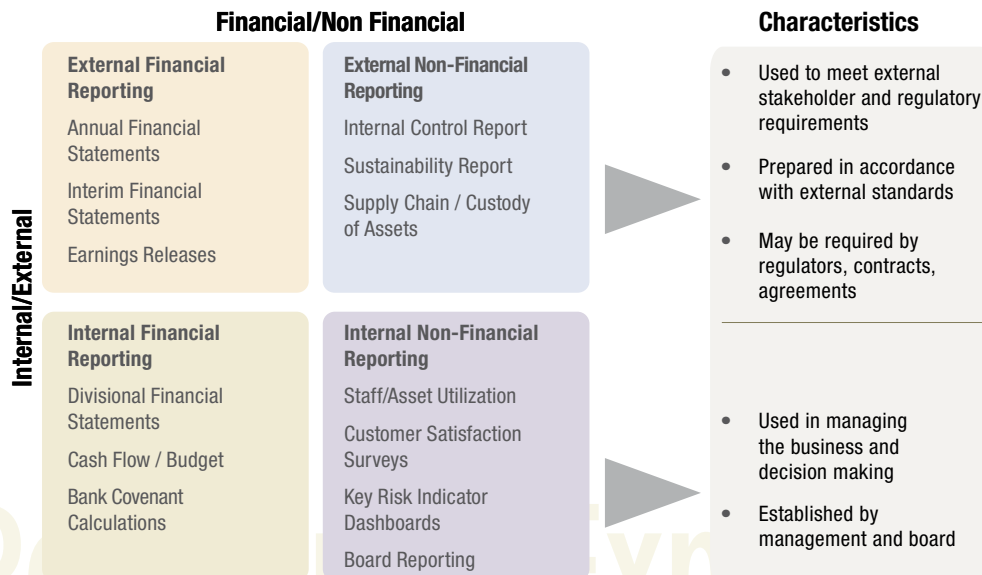 Financial/Non Financial
Characteristics
Internal/External
External Financial
Reporting
Annual Financial
Statements
Interim Financial
Statements
Earnings Releases
External Non-Financial
Reporting
Internal Control Report
Sustainability Report
Supply Chain / Custody
of Assets
• Used to meet external
stakeholder and regulatory
requirements
• Prepared in accordance
with external standards
• May be required by
regulators, contracts,
agreements
Internal Financial
Reporting
Divisional Financial
Statements
Cash Flow / Budget
Bank Covenant
Calculations
Internal Non-Financial
Reporting
Staff/Asset Utilization
Customer Satisfaction
Surveys
Key Risk Indicator
Dashboards
Board Reporting
• Used in managing
the business and
decision making
• Established by
management and board